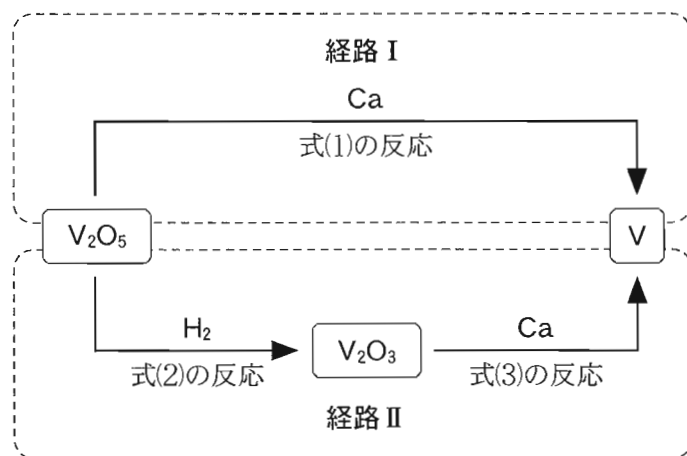 経路 I
Ca
式(1)の反応
V₂O₅
V
H₂
V₂O₃
Ca
式(2)の反応
式(3)の反応
経路 II